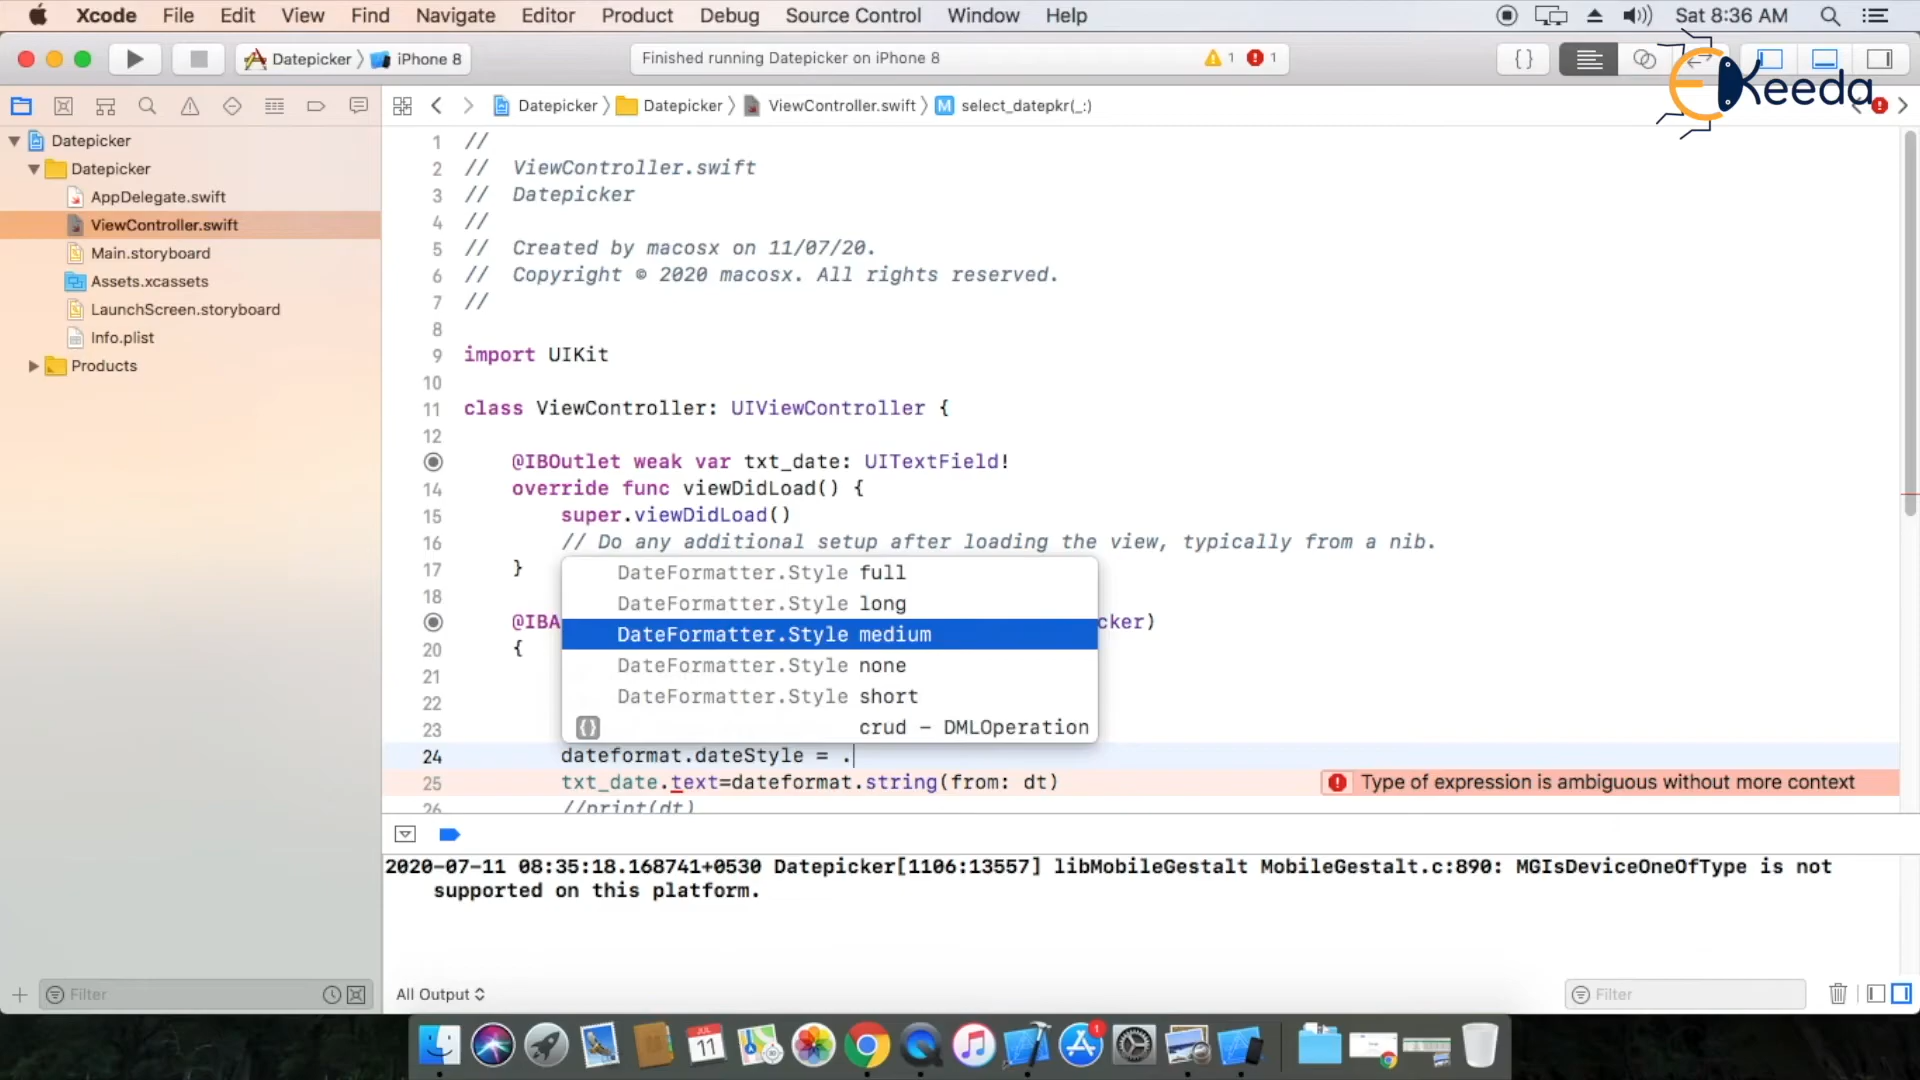 Xcode File Edit View Find Navigate Editor Product Debug Source Control Window Help Sat 8:36 AM
Datepicker iPhone 8 Finished running Datepicker on iPhone 8 1 1 {}
EKeeda
Datepicker Datepicker ViewController.swift M select_datepkr(_:)
Datepicker
Datepicker
AppDelegate.swift
ViewController.swift
Main.storyboard
Assets.xcassets
LaunchScreen.storyboard
Info.plist
Products
1 //
2 // ViewController.swift
3 // Datepicker
4 //
5 // Created by macosx on 11/07/20.
6 // Copyright © 2020 macosx. All rights reserved.
7 //
8
9 import UIKit
10
11 class ViewController: UIViewController {
12
@IBOutlet weak var txt_date: UITextField!
14 override func viewDidLoad() {
15 super.viewDidLoad()
16 // Do any additional setup after loading the view, typically from a nib.
17 }
18
@IBA cker)
20 {
21
22
23
DateFormatter.Style full
DateFormatter.Style long
DateFormatter.Style medium
DateFormatter.Style none
DateFormatter.Style short
{} crud - DMLOperation
24 dateformat.dateStyle = .
25 txt_date.text=dateformat.string(from: dt) Type of expression is ambiguous without more context
26 //print(dt)
2020-07-11 08:35:18.168741+0530 Datepicker[1106:13557] libMobileGestalt MobileGestalt.c:890: MGIsDeviceOneOfType is not
supported on this platform.
Filter All Output Filter
JUL
11
1